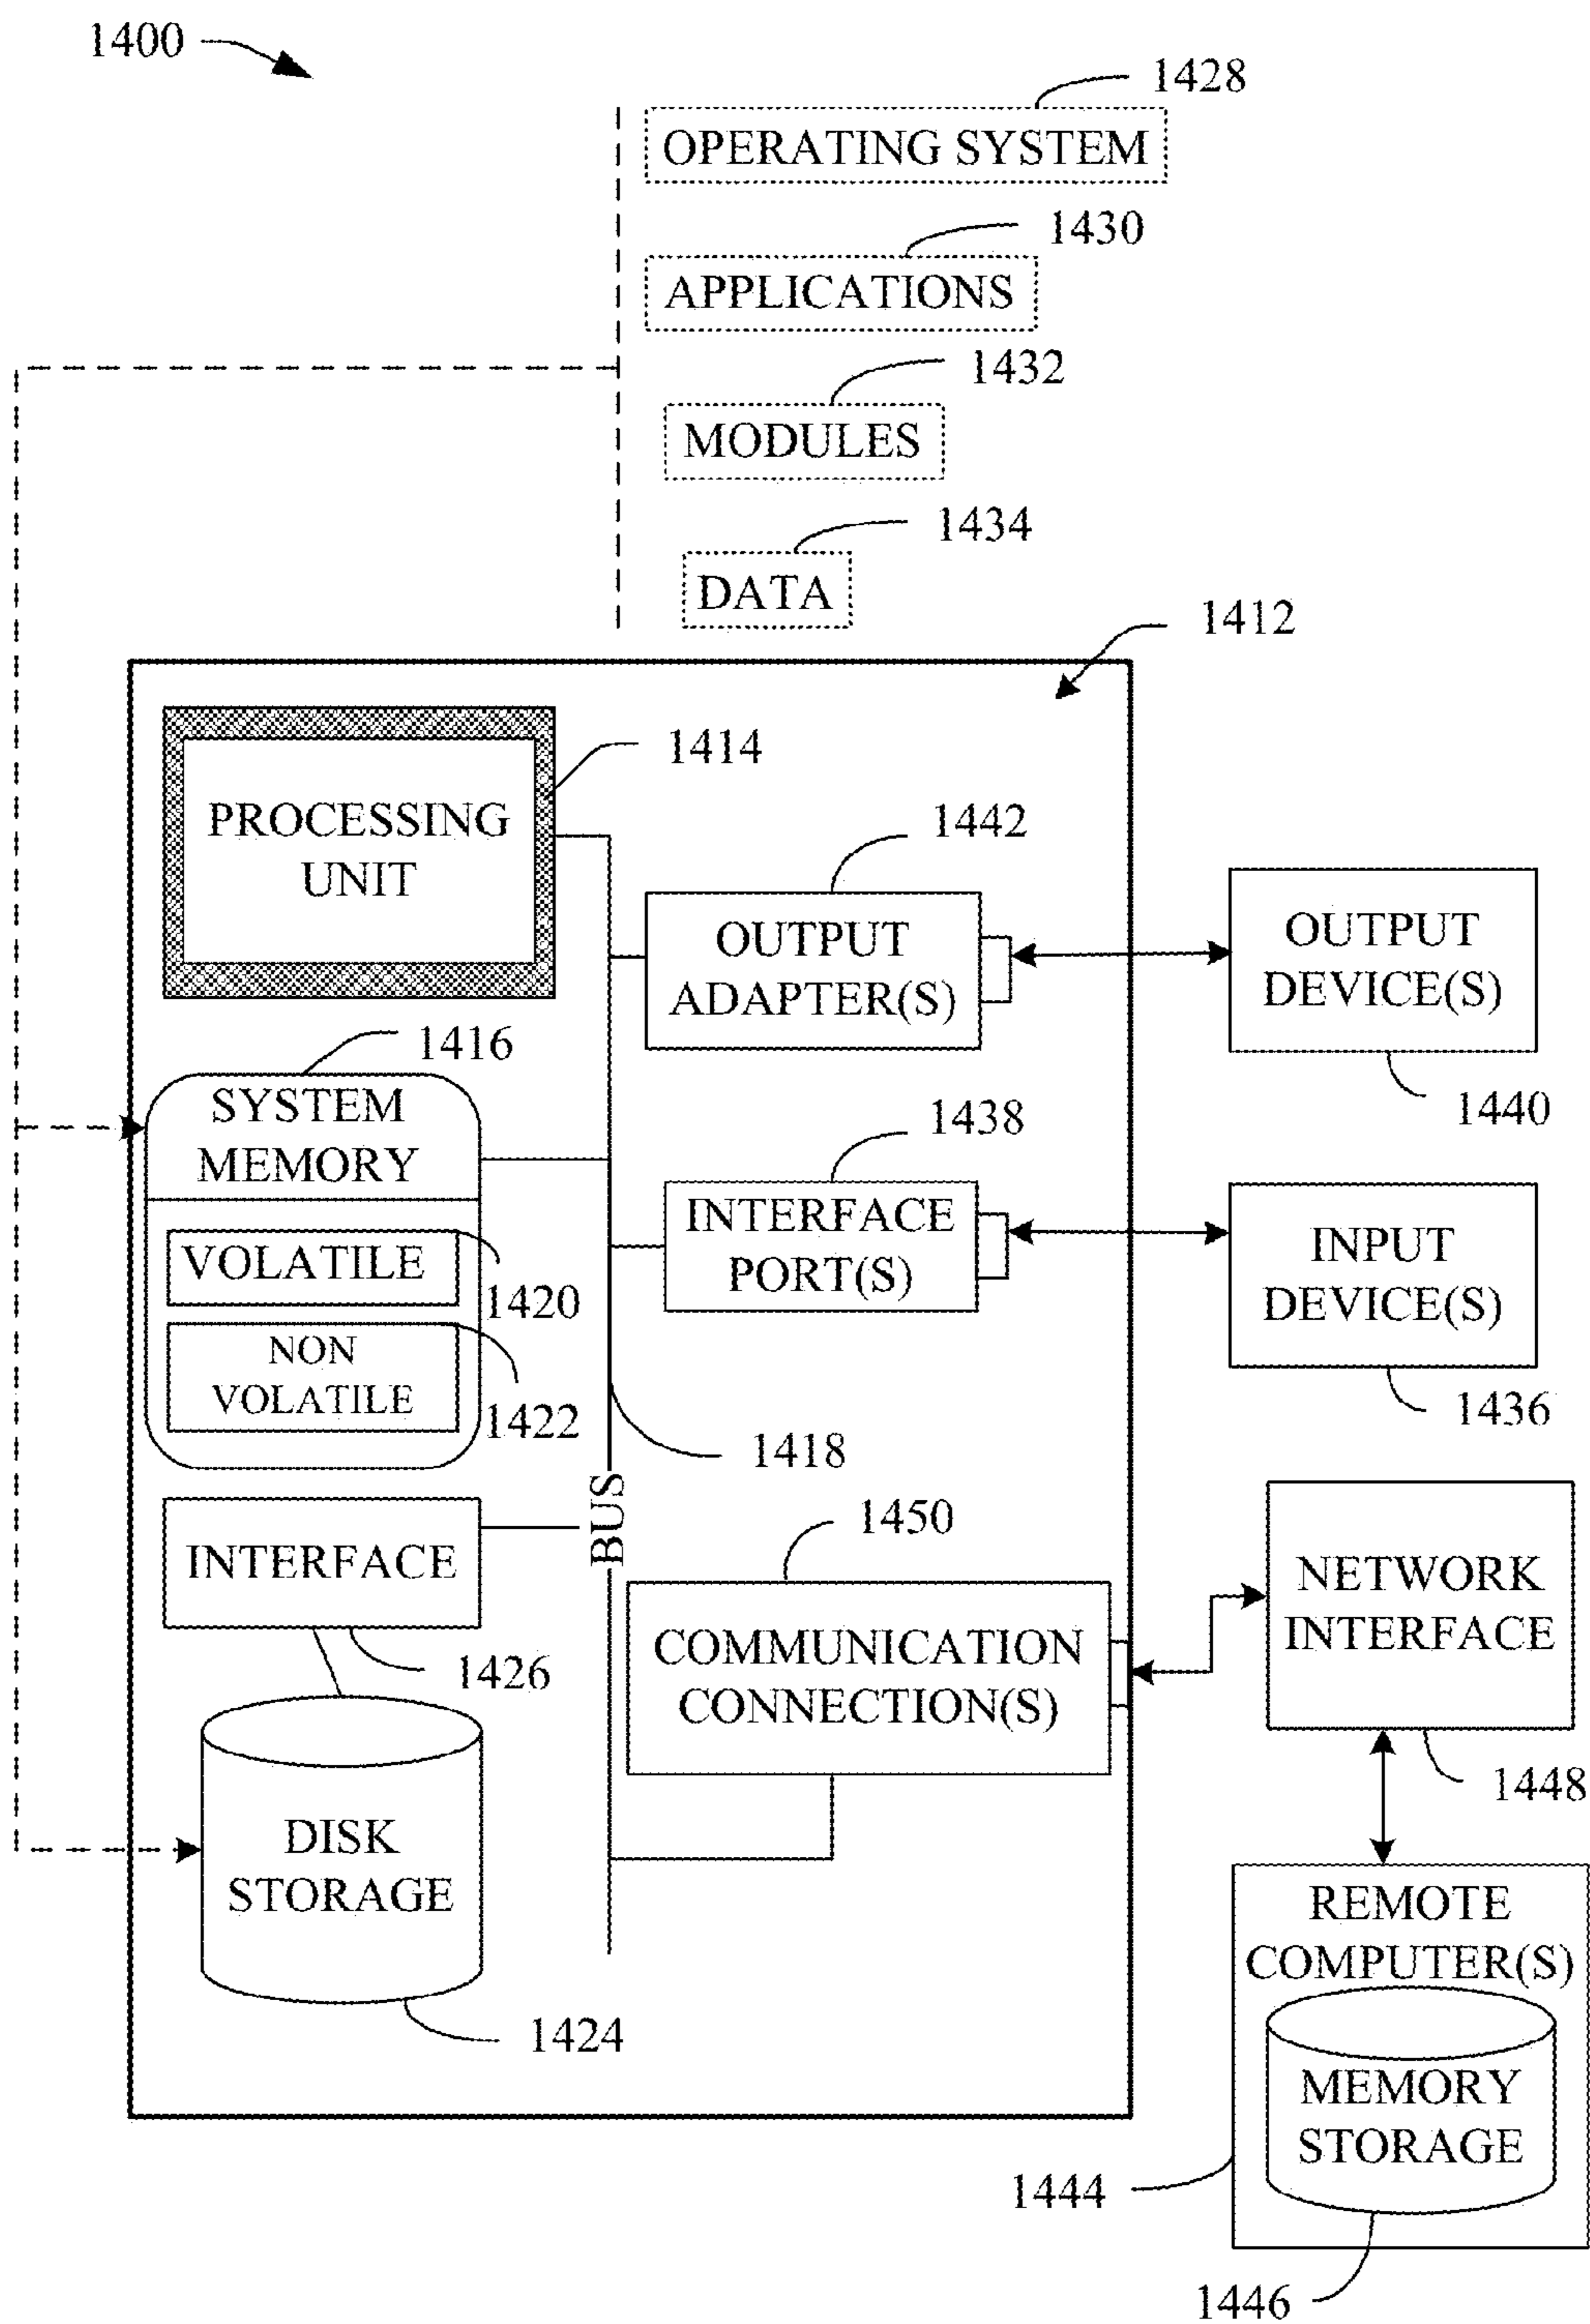 1400
1428
OPERATING SYSTEM
1430
APPLICATIONS
1432
MODULES
1434
DATA
1412
1414
PROCESSING
UNIT
1442
OUTPUT
ADAPTER(S)
OUTPUT
DEVICE(S)
1440
1416
SYSTEM
MEMORY
1438
INTERFACE
PORT(S)
INPUT
DEVICE(S)
1436
VOLATILE
1420
NON
VOLATILE
1422
1418
BUS
INTERFACE
1426
1450
COMMUNICATION
CONNECTION(S)
NETWORK
INTERFACE
1448
DISK
STORAGE
1424
REMOTE
COMPUTER(S)
MEMORY
STORAGE
1444
1446